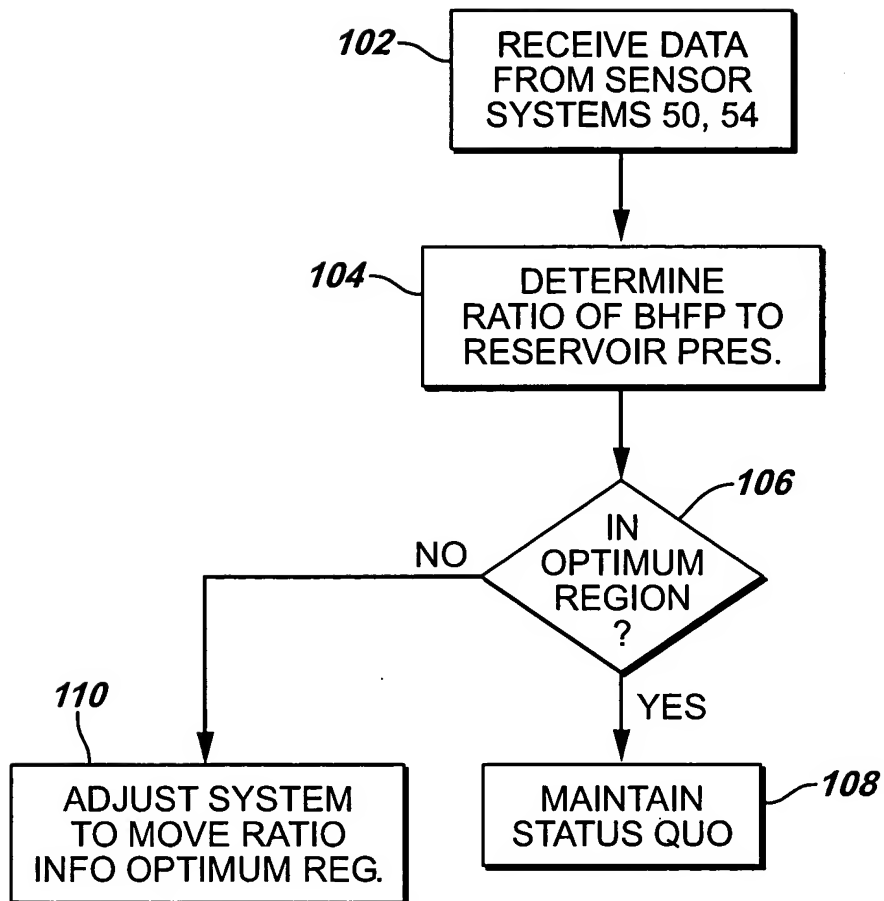 102
RECEIVE DATA
FROM SENSOR
SYSTEMS 50, 54
104
DETERMINE
RATIO OF BHFP TO
RESERVOIR PRES.
106
IN
OPTIMUM
REGION
?
NO
YES
110
ADJUST SYSTEM
TO MOVE RATIO
INFO OPTIMUM REG.
108
MAINTAIN
STATUS QUO